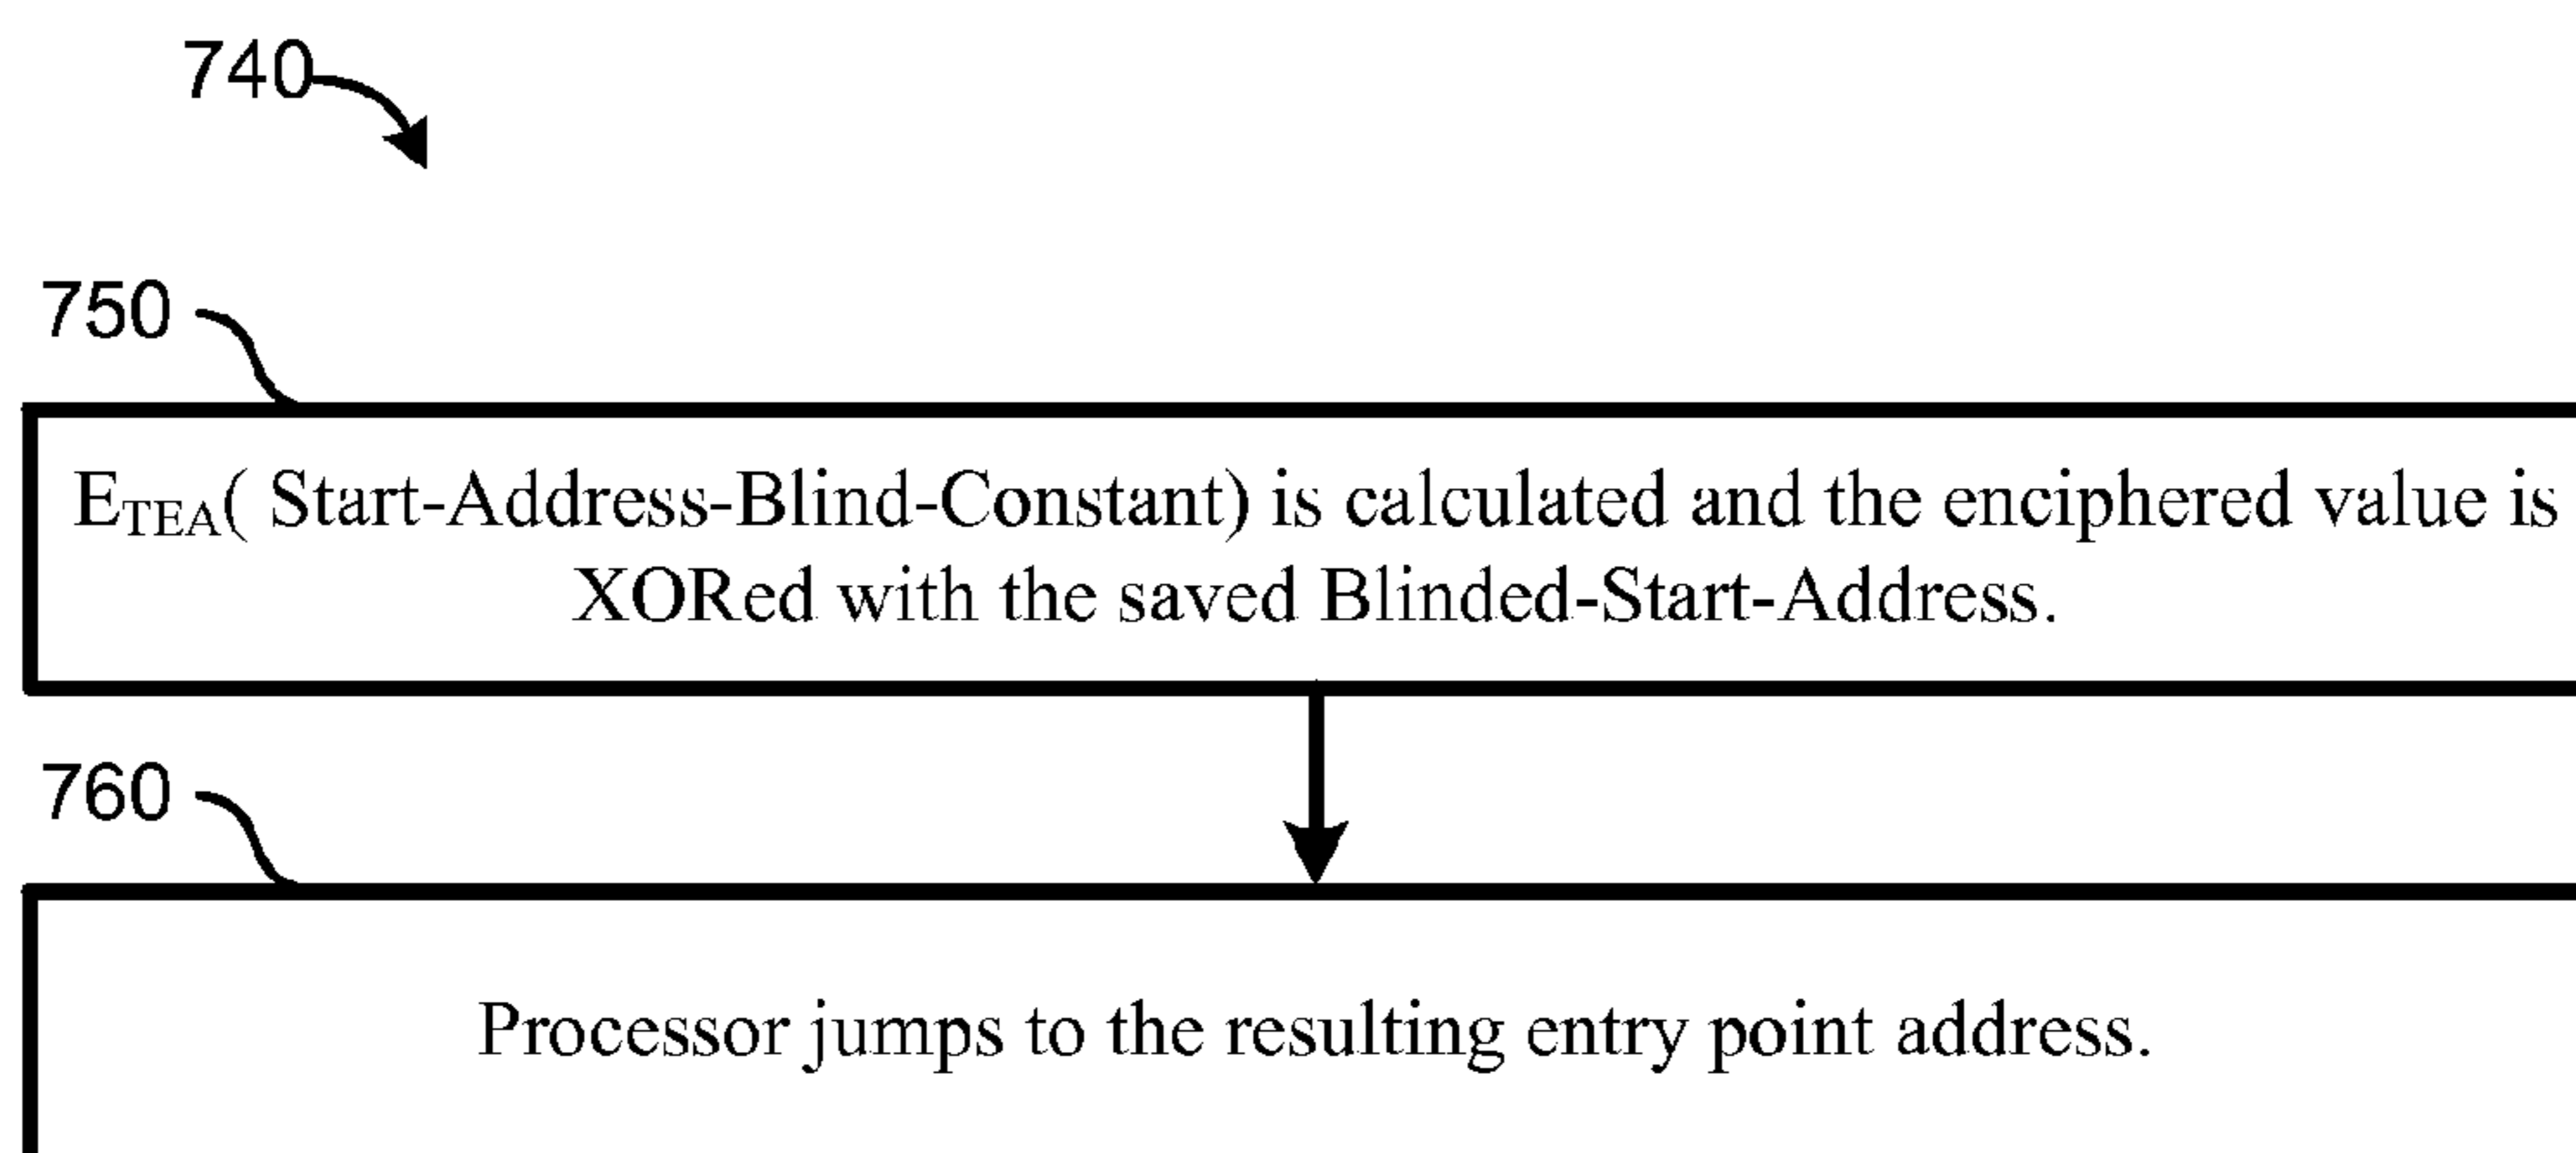 740
750
E_TEA( Start-Address-Blind-Constant) is calculated and the enciphered value is
XORed with the saved Blinded-Start-Address.
760
Processor jumps to the resulting entry point address.